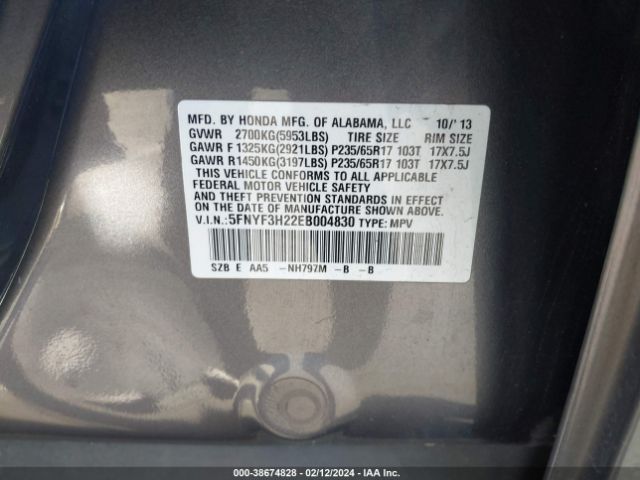 MFD. BY HONDA MFG. OF ALABAMA, LLC 10/'13
GVWR 2700KG(5953LBS) TIRE SIZE RIM SIZE
GAWR F 1325KG(2921LBS) P235/65R17 103T 17X7.5J
GAWR R1450KG(3197LBS) P235/65R17 103T 17X7.5J
THIS VEHICLE CONFORMS TO ALL APPLICABLE
FEDERAL MOTOR VEHICLE SAFETY
AND THEFT PREVENTION STANDARDS IN EFFECT
ON THE DATE OF MANUFACTURE SHOWN ABOVE.
V.I.N.:5FNYF3H22EB004830 TYPE: MPV
SZB E AA5 -NH797M -B -B
000-38674828 - 02/12/2024 - IAA Inc.